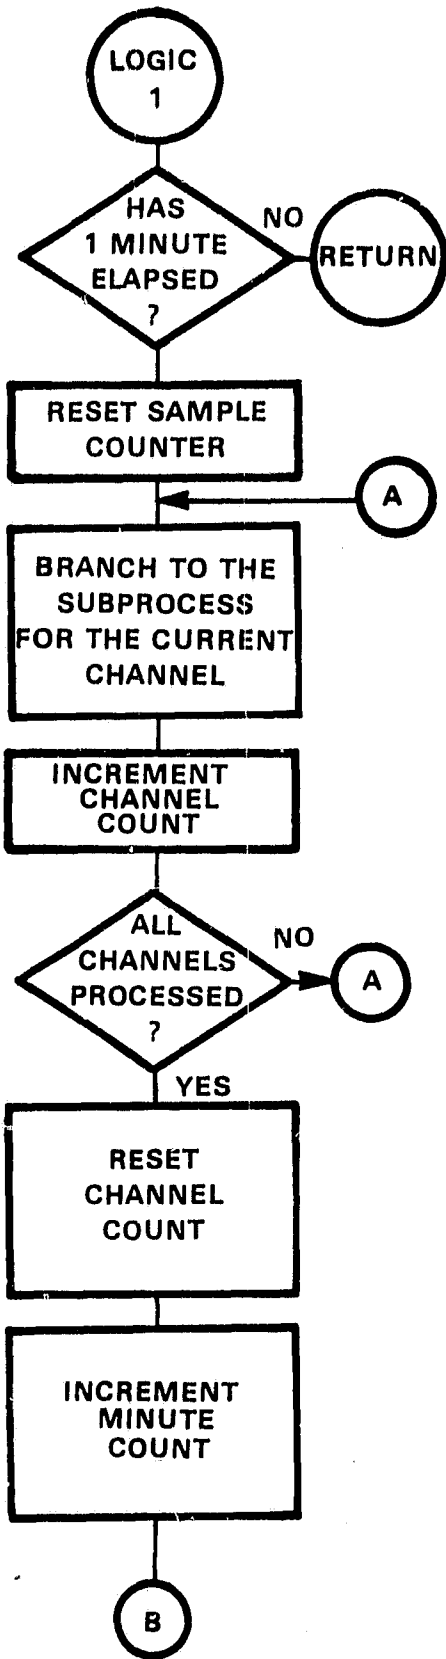 LOGIC
1
HAS
1 MINUTE
ELAPSED
?
NO
RETURN
RESET SAMPLE
COUNTER
A
BRANCH TO THE
SUBPROCESS
FOR THE CURRENT
CHANNEL
INCREMENT
CHANNEL
COUNT
ALL
CHANNELS
PROCESSED
?
NO
A
YES
RESET
CHANNEL
COUNT
INCREMENT
MINUTE
COUNT
B